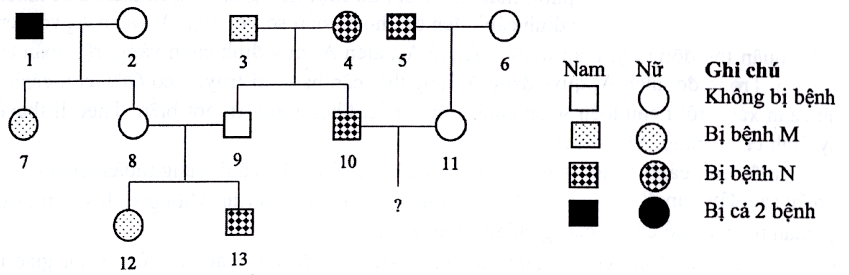 1
2
3
4
5
6
7
8
9
10
11
?
12
13
Nam Nữ Ghi chú
Không bị bệnh
Bị bệnh M
Bị bệnh N
Bị cả 2 bệnh